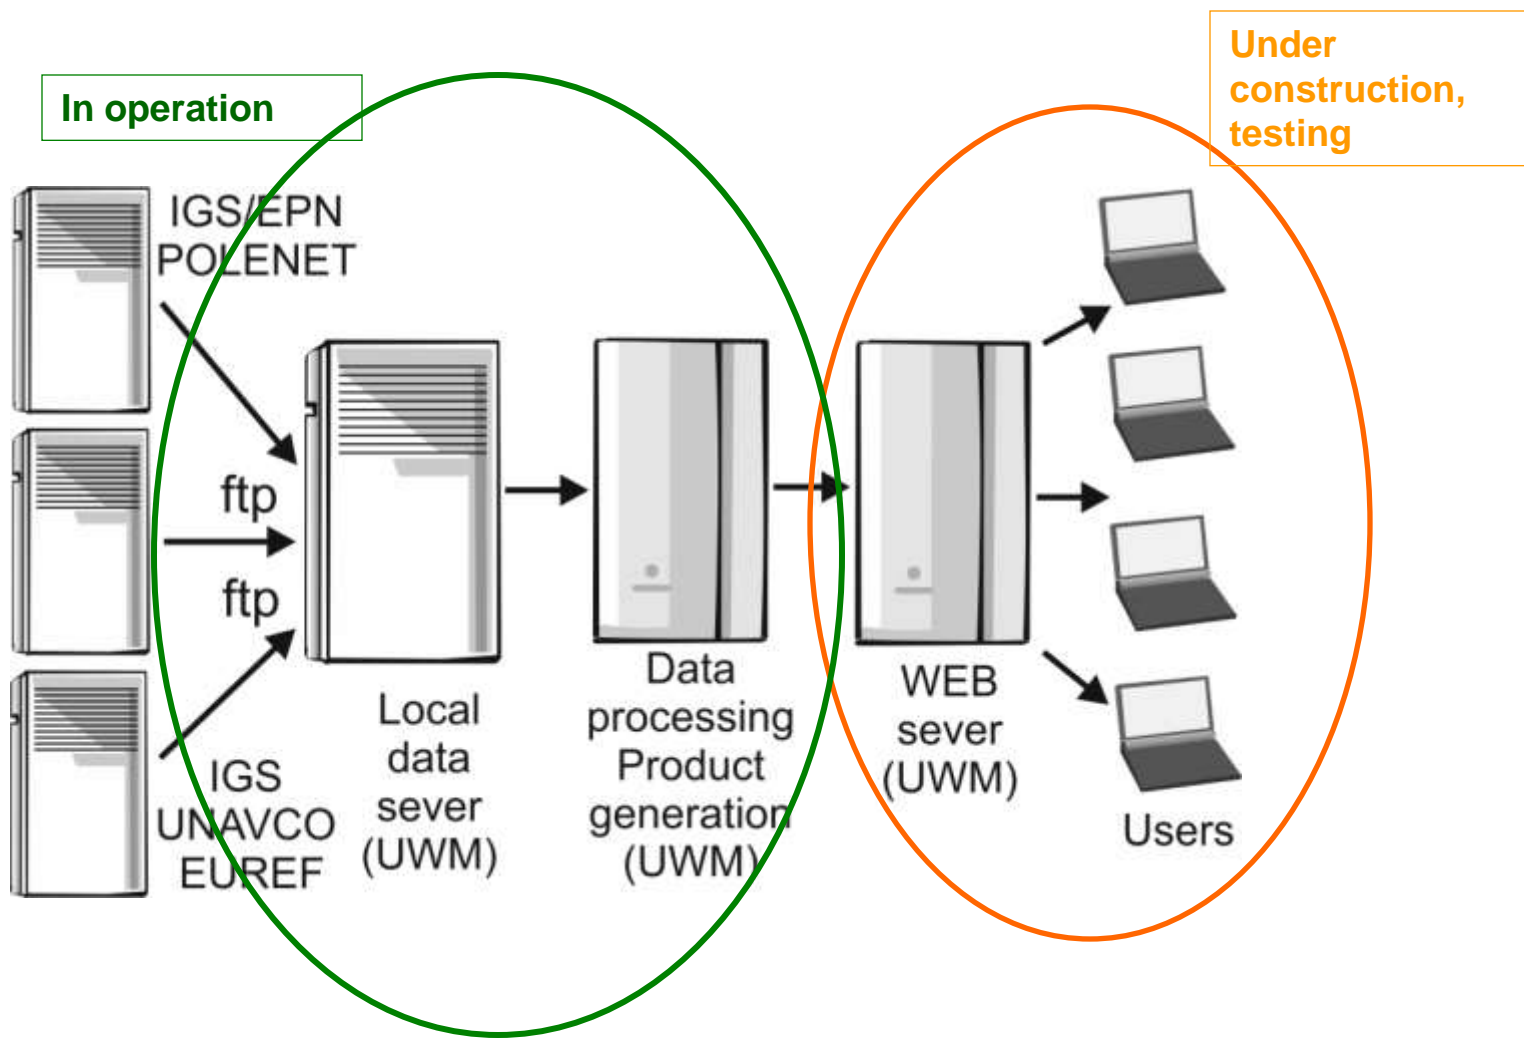 In operation
Under
construction,
testing
IGS/EPN
POLENET
ftp
ftp
IGS
UNAVCO
EUREF
Local
data
sever
(UWM)
Data
processing
Product
generation
(UWM)
WEB
sever
(UWM)
Users